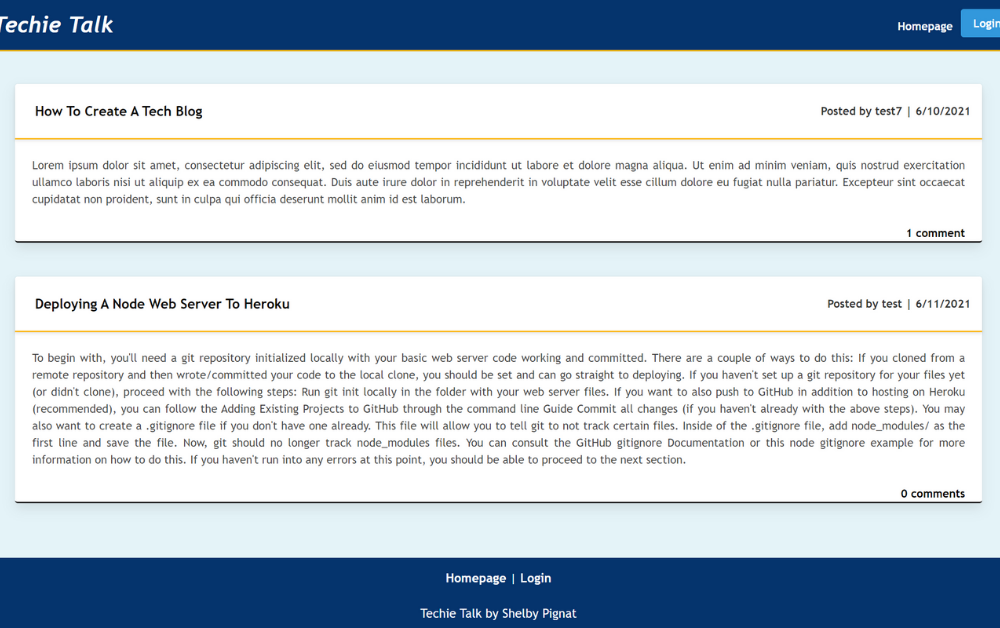 Techie Talk
Homepage
Login
How To Create A Tech Blog
Posted by test7 | 6/10/2021
Lorem ipsum dolor sit amet, consectetur adipiscing elit, sed do eiusmod tempor incididunt ut labore et dolore magna aliqua. Ut enim ad minim veniam, quis nostrud exercitation
ullamco laboris nisi ut aliquip ex ea commodo consequat. Duis aute irure dolor in reprehenderit in voluptate velit esse cillum dolore eu fugiat nulla pariatur. Excepteur sint occaecat
cupidatat non proident, sunt in culpa qui officia deserunt mollit anim id est laborum.
1 comment
Deploying A Node Web Server To Heroku
Posted by test | 6/11/2021
To begin with, you'll need a git repository initialized locally with your basic web server code working and committed. There are a couple of ways to do this: If you cloned from a
remote repository and then wrote/committed your code to the local clone, you should be set and can go straight to deploying. If you haven't set up a git repository for your files yet
(or didn't clone), proceed with the following steps: Run git init locally in the folder with your web server files. If you want to also push to GitHub in addition to hosting on Heroku
(recommended), you can follow the Adding Existing Projects to GitHub through the command line Guide Commit all changes (if you haven't already with the above steps). You may
also want to create a .gitignore file if you don't have one already. This file will allow you to tell git to not track certain files. Inside of the .gitignore file, add node_modules/ as the
first line and save the file. Now, git should no longer track node_modules files. You can consult the GitHub gitignore Documentation or this node gitignore example for more
information on how to do this. If you haven't run into any errors at this point, you should be able to proceed to the next section.
0 comments
Homepage | Login
Techie Talk by Shelby Pignat